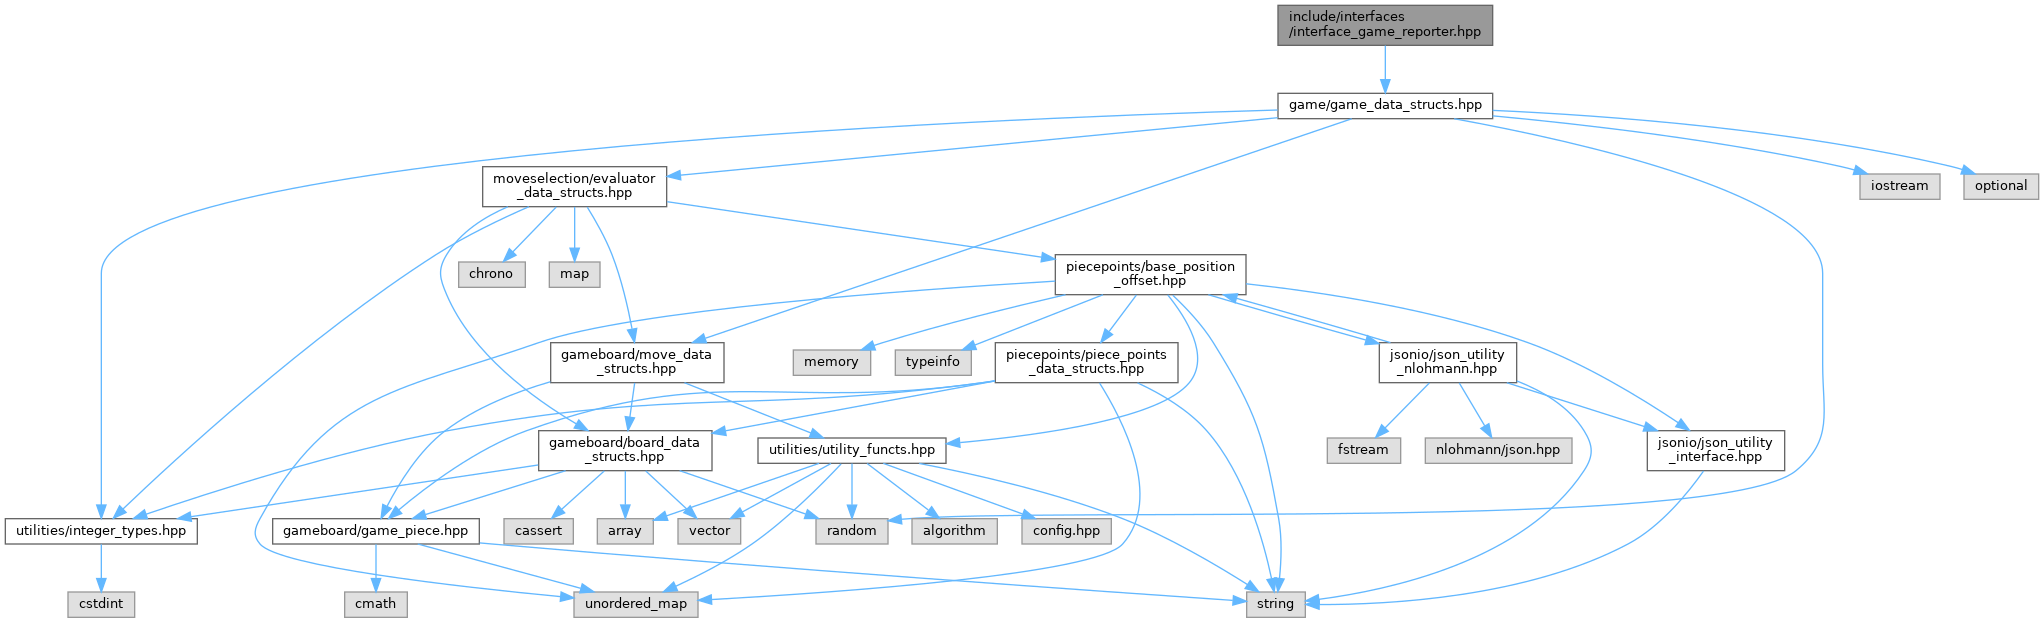 include/interfaces
/interface_game_reporter.hpp
game/game_data_structs.hpp
moveselection/evaluator
_data_structs.hpp
iostream
optional
chrono
map
piecepoints/base_position
_offset.hpp
gameboard/move_data
_structs.hpp
memory
typeinfo
piecepoints/piece_points
_data_structs.hpp
jsonio/json_utility
_nlohmann.hpp
gameboard/board_data
_structs.hpp
utilities/utility_functs.hpp
fstream
nlohmann/json.hpp
jsonio/json_utility
_interface.hpp
utilities/integer_types.hpp
gameboard/game_piece.hpp
cassert
array
vector
random
algorithm
config.hpp
cstdint
cmath
unordered_map
string